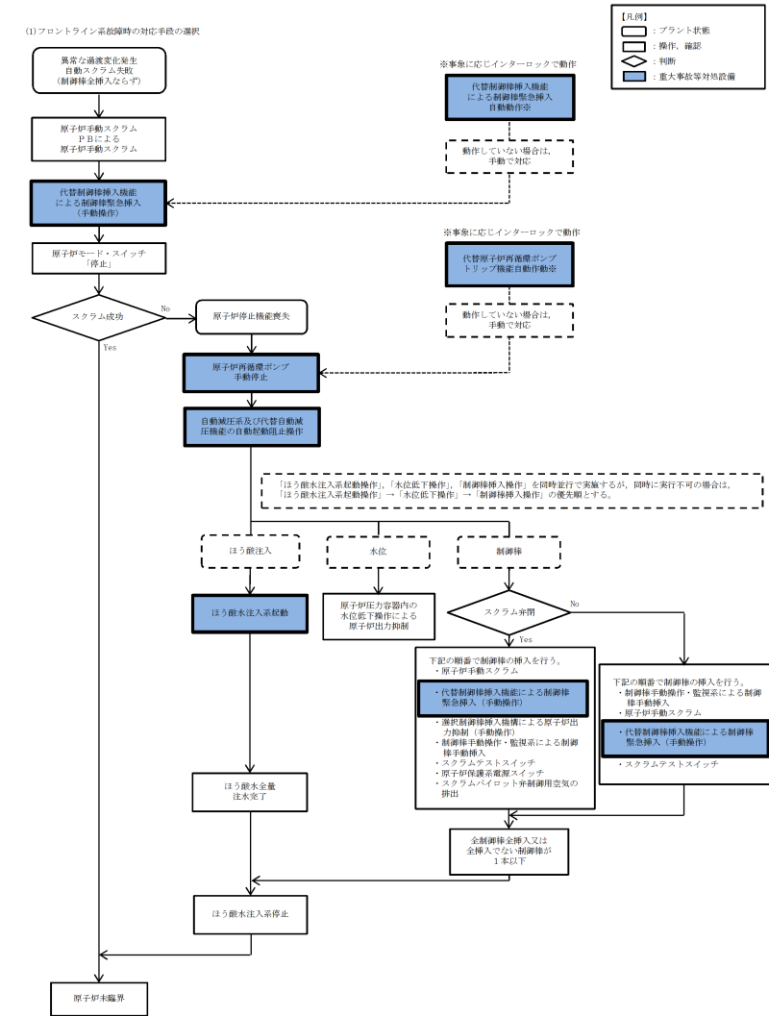 (1)フロントライン系故障時の対応手段の選択
【凡例】
：プラント状態
：操作、確認
：判断
：重大事故等対処設備
異常な過渡変化発生
自動スクラム失敗
(制御棒全挿入ならず)
原子炉手動スクラム
ＰＢによる
原子炉手動スクラム
代替制御棒挿入機能
による制御棒緊急挿入
(手動操作)
原子炉モード・スイッチ
「停止」
スクラム成功
No
Yes
※事象に応じインターロックで動作
代替制御棒挿入機能
による制御棒緊急挿入
自動動作※
動作していない場合は，
手動で対応
※事象に応じインターロックで動作
代替原子炉再循環ポンプ
トリップ機能自動作動※
動作していない場合は，
手動で対応
原子炉停止機能喪失
原子炉再循環ポンプ
手動停止
自動減圧系及び代替自動減
圧機能の自動起動阻止操作
「ほう酸水注入系起動操作」，「水位低下操作」，「制御棒挿入操作」を同時並行で実施するが，同時に実行不可の場合は，
「ほう酸水注入系起動操作」→「水位低下操作」→「制御棒挿入操作」の優先順とする。
ほう酸注入
水位
制御棒
ほう酸水注入系起動
原子炉圧力容器内の
水位低下操作による
原子炉出力抑制
スクラム弁閉
No
Yes
下記の順番で制御棒の挿入を行う。
・原子炉手動スクラム
・代替制御棒挿入機能による制御棒
緊急挿入（手動操作）
・選択制御棒挿入機構による原子炉出
力抑制（手動操作）
・制御棒手動操作・監視系による制御
棒手動挿入
・スクラムテストスイッチ
・原子炉保護系電源スイッチ
・スクラムパイロット弁制御用空気の
排出
下記の順番で制御棒の挿入を行う。
・制御棒手動操作・監視系による制御
棒手動挿入
・原子炉手動スクラム
・代替制御棒挿入機能による制御棒
緊急挿入（手動操作）
・スクラムテストスイッチ
ほう酸水全量
注水完了
全制御棒全挿入又は
全挿入でない制御棒が
１本以下
ほう酸水注入系停止
原子炉未臨界